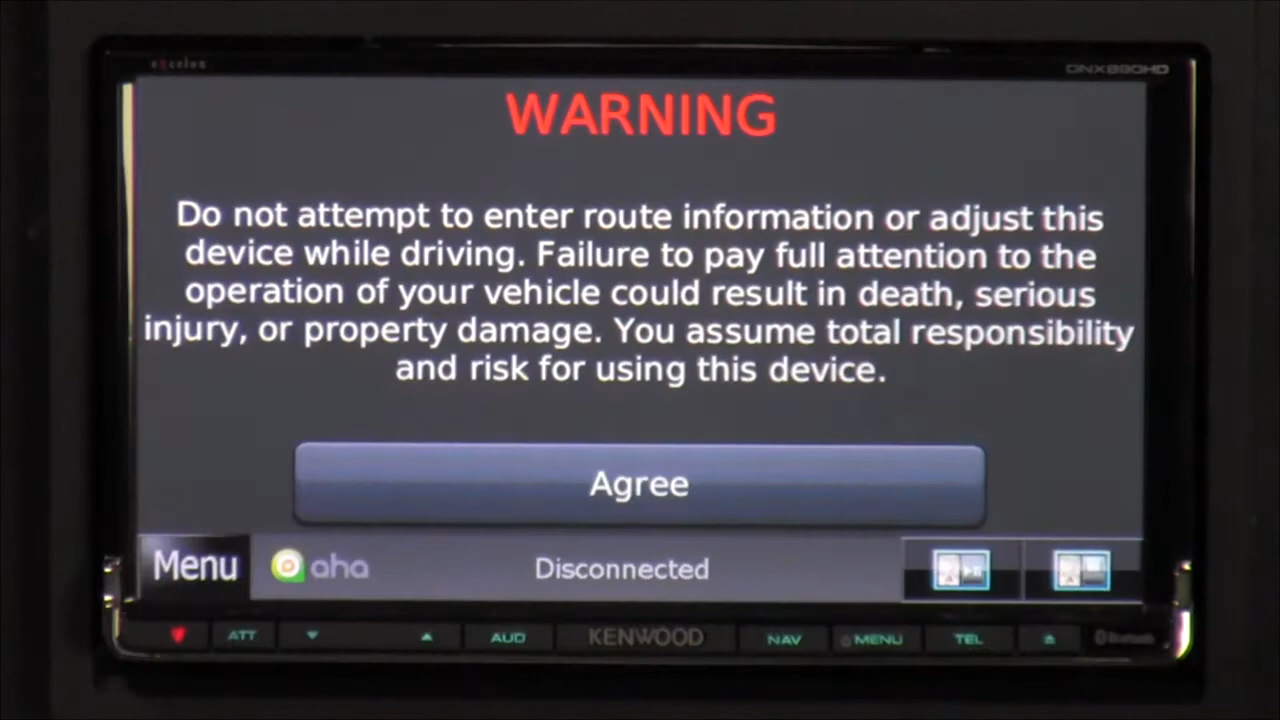 excelon
DNX890HD
WARNING
Do not attempt to enter route information or adjust this
device while driving. Failure to pay full attention to the
operation of your vehicle could result in death, serious
injury, or property damage. You assume total responsibility
and risk for using this device.
Agree
Menu aha Disconnected
ATT AUD KENWOOD NAV MENU TEL Bluetooth